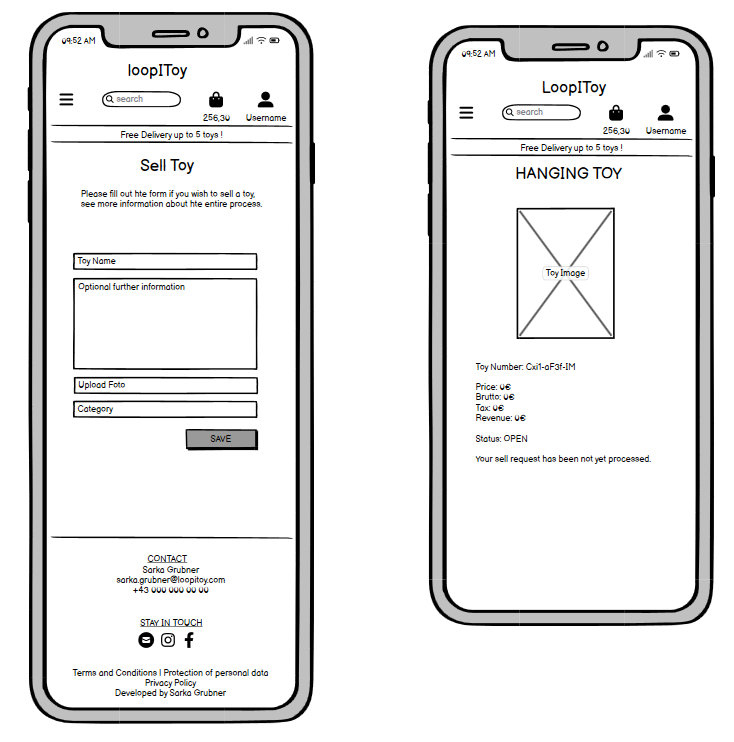 09:52 AM
loopIToy
search
256,30
Username
Free Delivery up to 5 toys !
Sell Toy
Please fill out hte form if you wish to sell a toy,
see more information about hte entire process.
Toy Name
Optional further information
Upload Foto
Category
SAVE
CONTACT
Sarka Grubner
sarka.grubner@loopitoy.com
+43 000 000 00 00
STAY IN TOUCH
Terms and Conditions | Protection of personal data
Privacy Policy
Developed by Sarka Grubner
09:52 AM
LoopIToy
search
256,30
Username
Free Delivery up to 5 toys !
HANGING TOY
Toy Image
Toy Number: Cxi1-aF3f-IM
Price: 0€
Brutto: 0€
Tax: 0€
Revenue: 0€
Status: OPEN
Your sell request has been not yet processed.